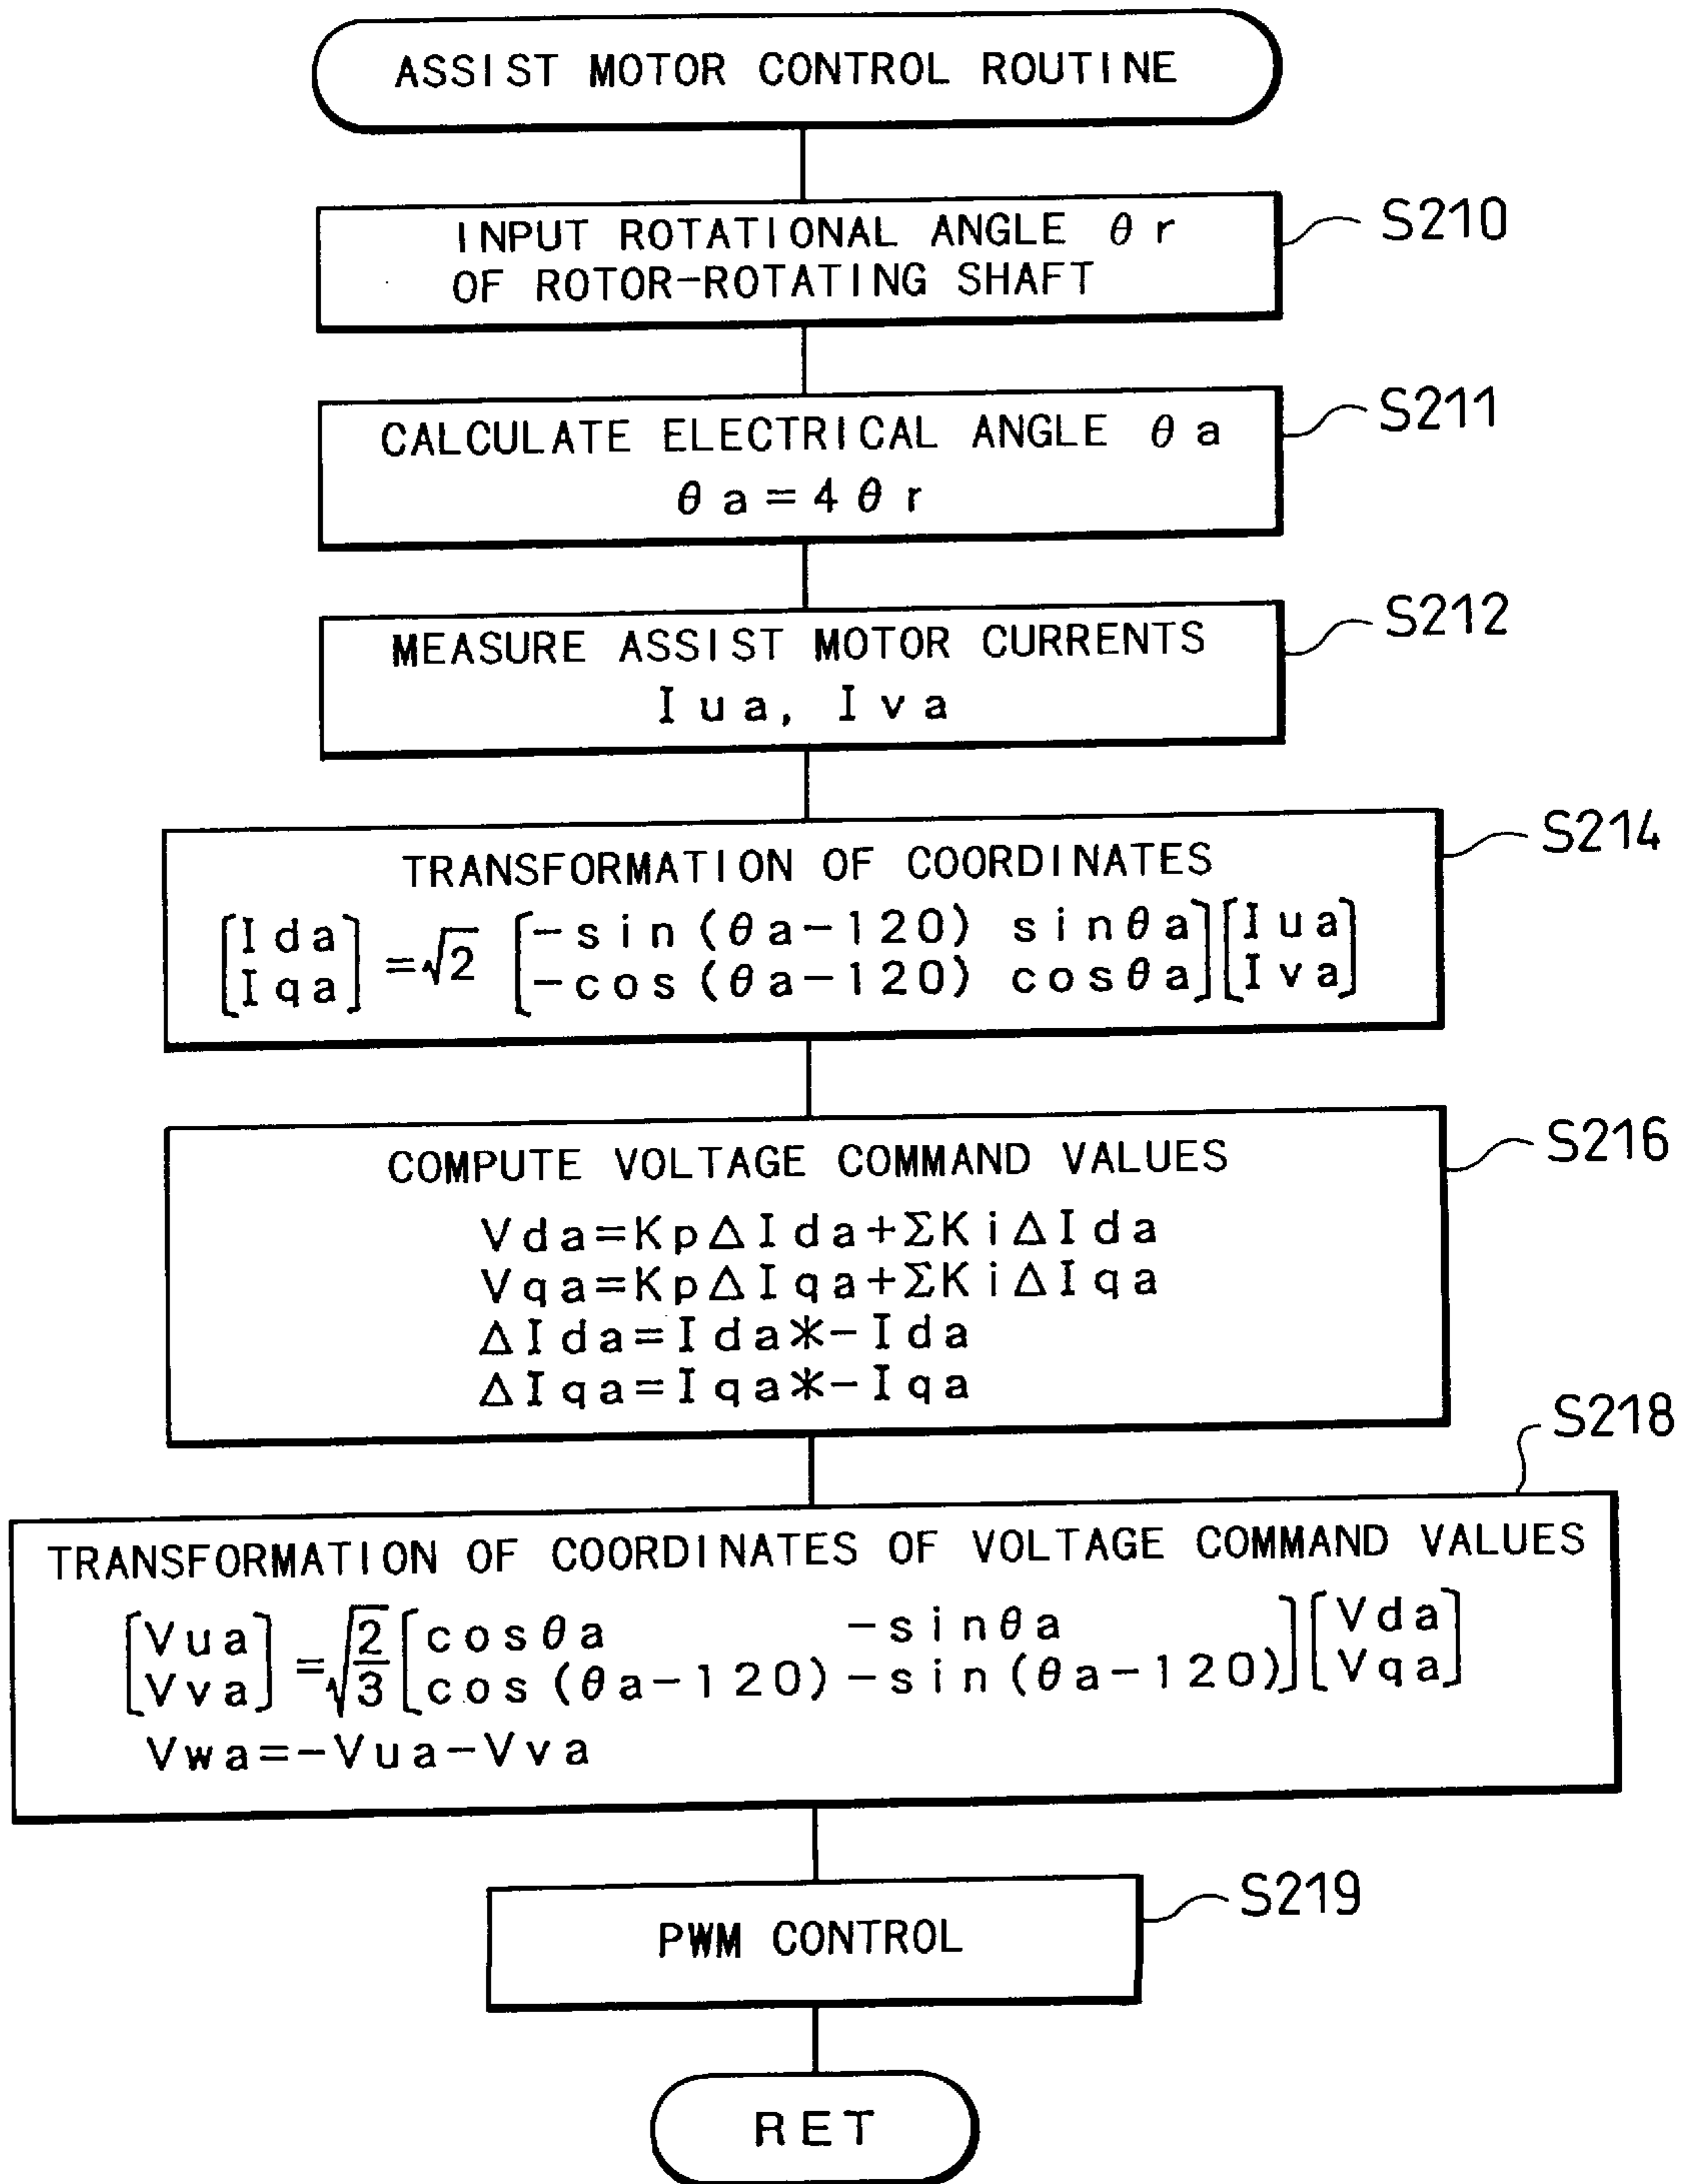 ASSIST MOTOR CONTROL ROUTINE
INPUT ROTATIONAL ANGLE θr
OF ROTOR-ROTATING SHAFT
S210
CALCULATE ELECTRICAL ANGLE θa
θa=4θr
S211
MEASURE ASSIST MOTOR CURRENTS
Iua, Iva
S212
TRANSFORMATION OF COORDINATES
[Ida] =√2 [-sin(θa-120) sinθa][Iua]
[Iqa] [-cos(θa-120) cosθa][Iva]
S214
COMPUTE VOLTAGE COMMAND VALUES
Vda=KpΔIda+ΣKiΔIda
Vqa=KpΔIqa+ΣKiΔIqa
ΔIda=Ida*-Ida
ΔIqa=Iqa*-Iqa
S216
S218
TRANSFORMATION OF COORDINATES OF VOLTAGE COMMAND VALUES
[Vua] =√2/3 [cosθa -sinθa][Vda]
[Vva] [cos(θa-120) -sin(θa-120)][Vqa]
Vwa=-Vua-Vva
PWM CONTROL
S219
RET